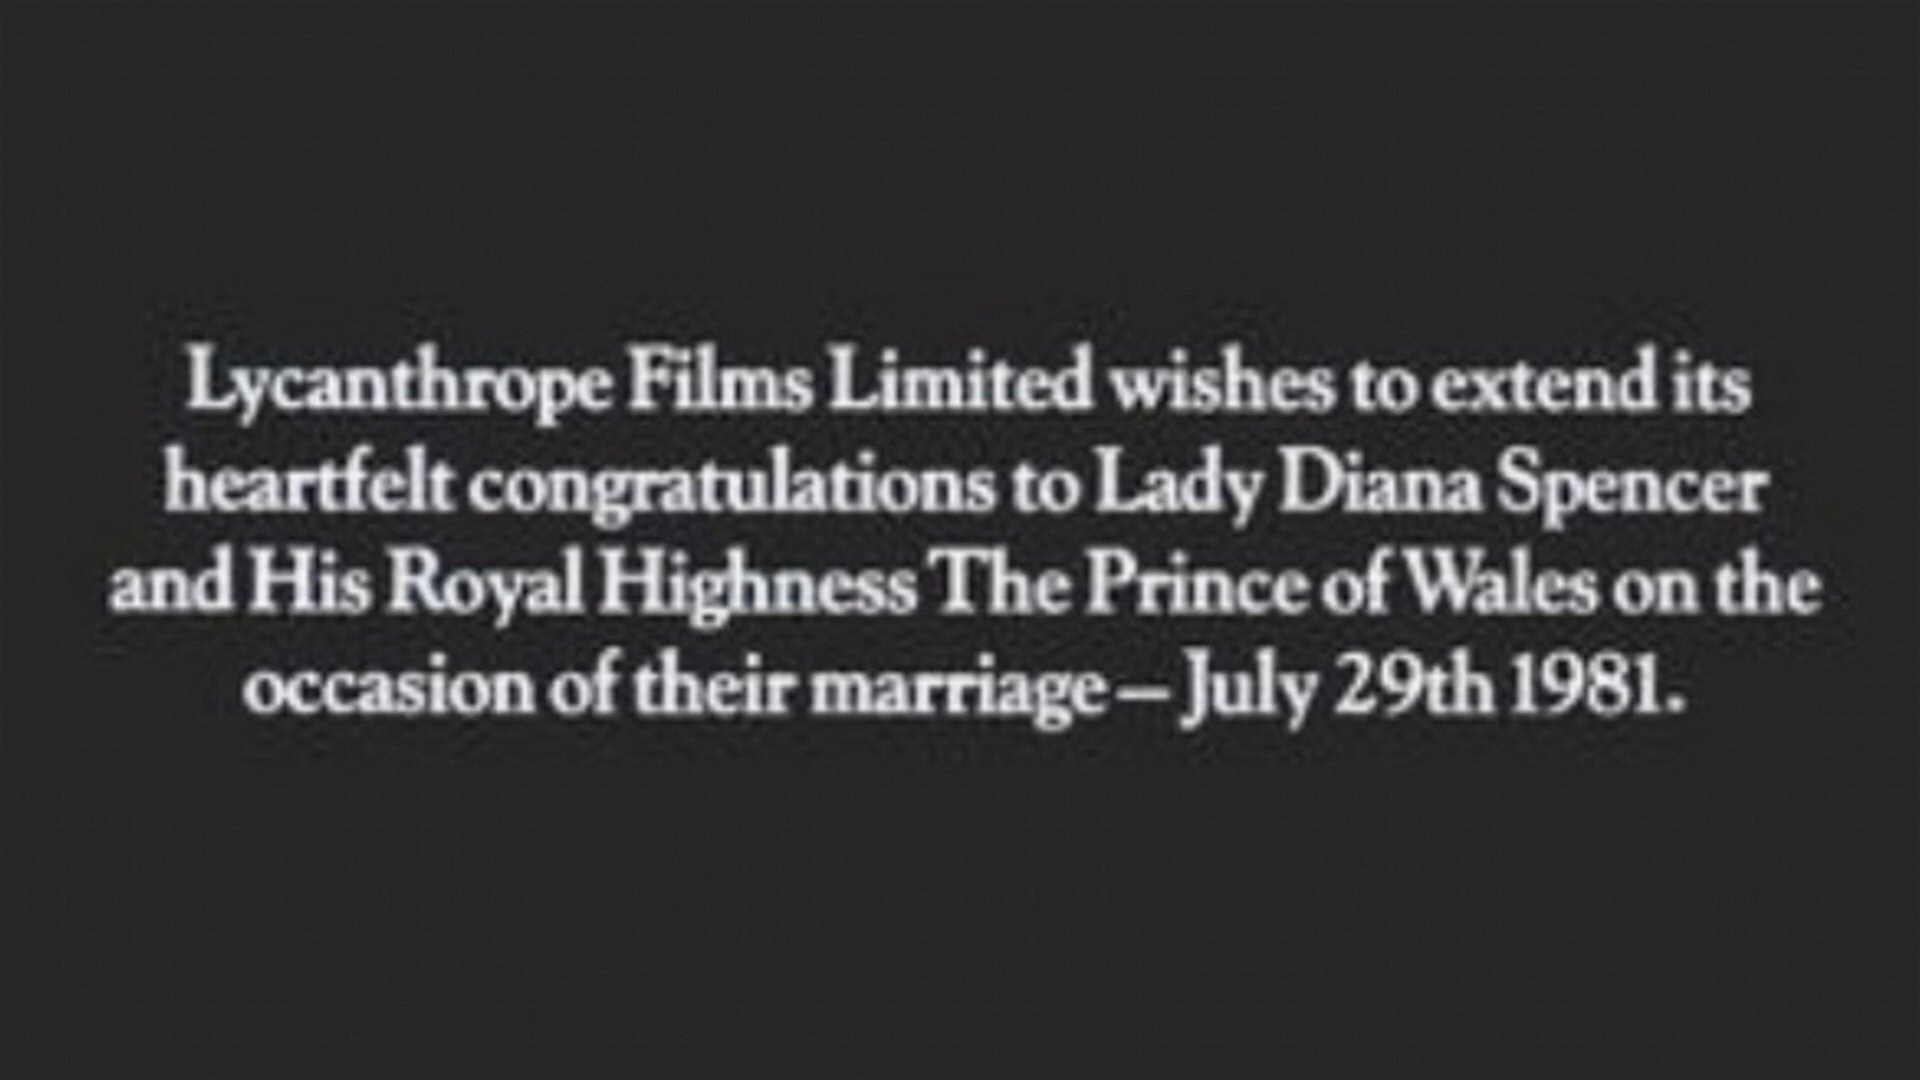 Lycanthrope Films Limited wishes to extend its
heartfelt congratulations to Lady Diana Spencer
and His Royal Highness The Prince of Wales on the
occasion of their marriage – July 29th 1981.